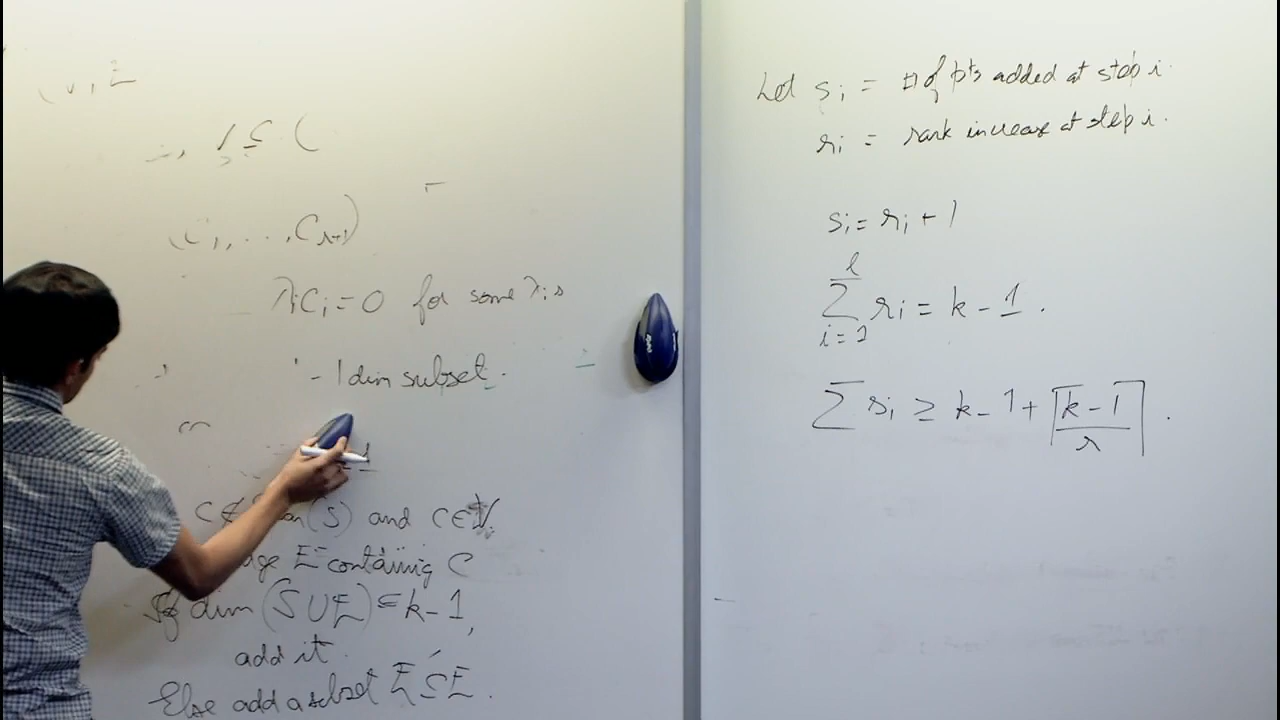 (V, E
(C₁, ..., Cᵣ₊₁)
λᵢCᵢ = 0 for some λᵢs
- 1 dim subset.
C ∉ Span(S) and C ∈ V.
E containing C
If dim (S ∪ E) ≤ k-1,
add it.
Else add a subset E' ⊆ E.
Let sᵢ = # of pts added at step i.
rᵢ = rank increase at step i.
sᵢ = rᵢ + 1
∑_{i=1}^{l} rᵢ = k - 1.
∑ sᵢ ≥ k - 1 + ⌈(k-1)/r⌉.